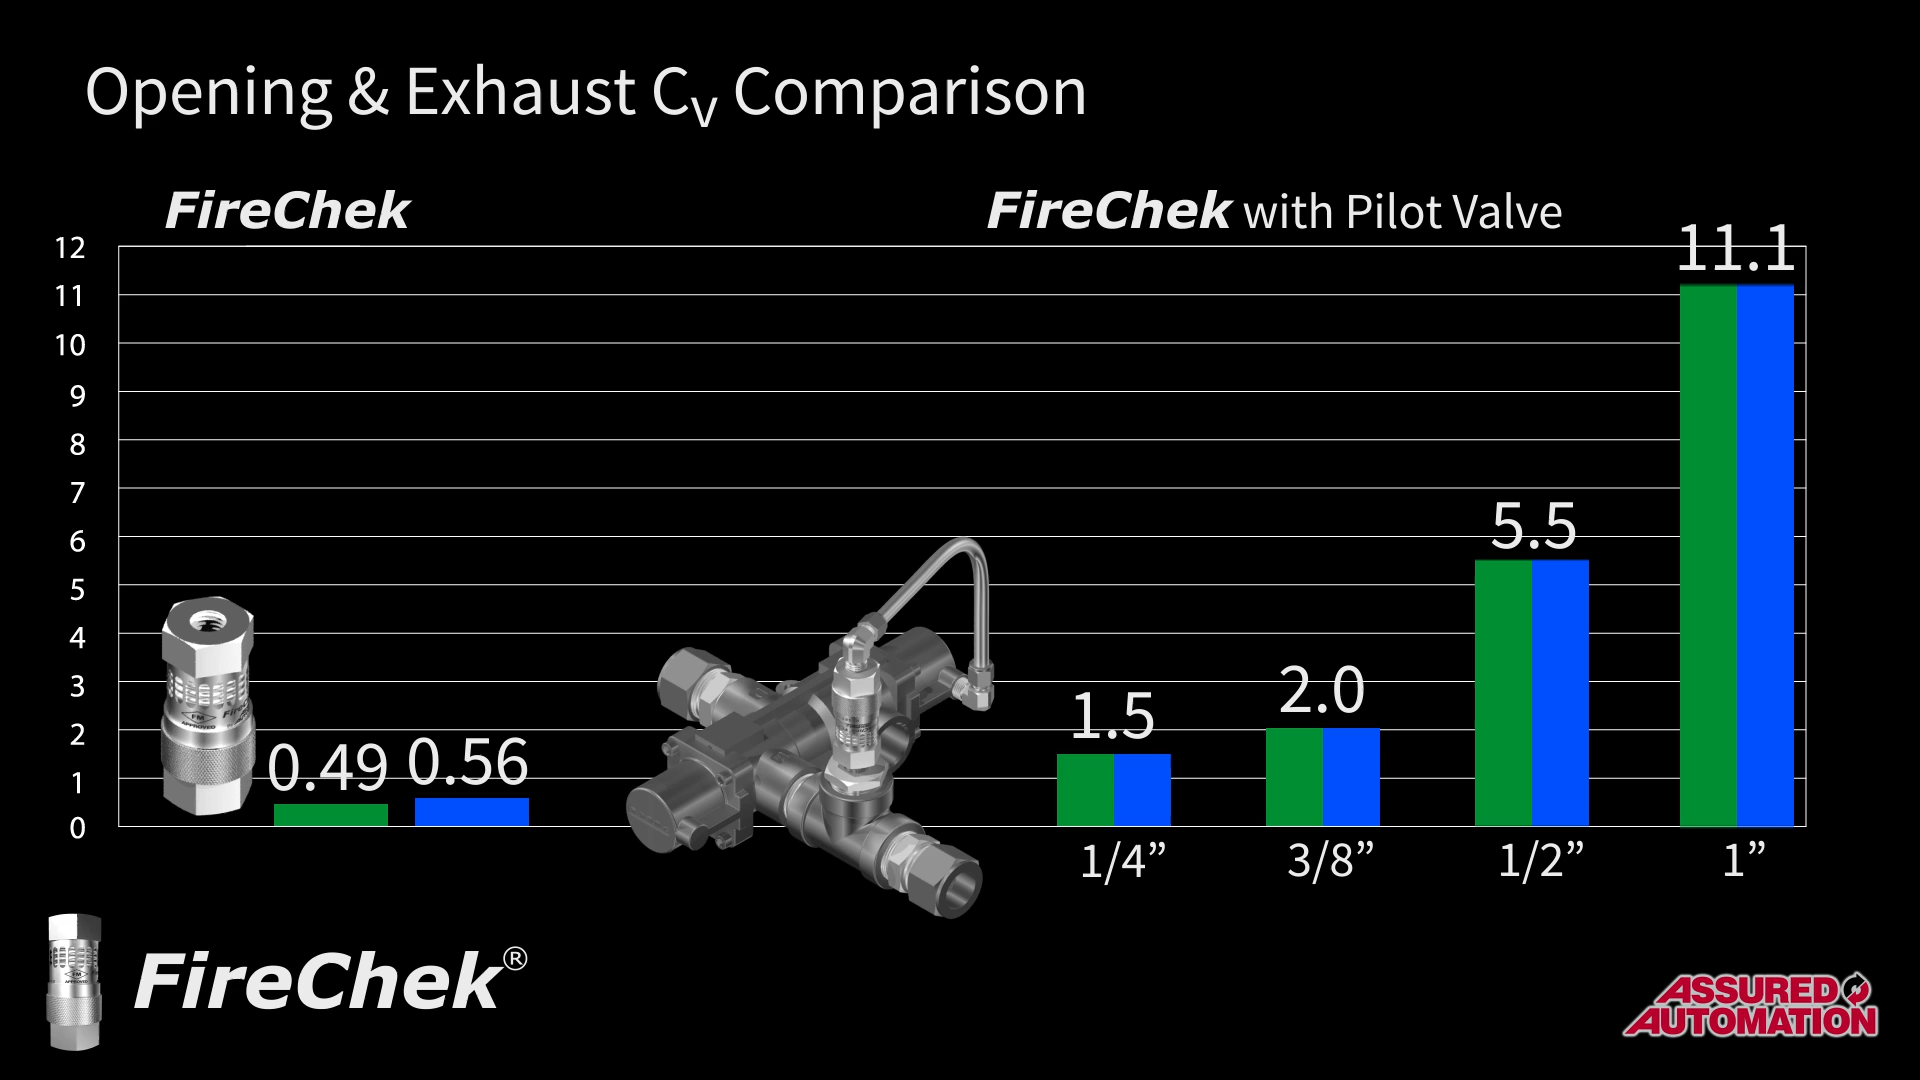 Opening & Exhaust CV Comparison
FireChek
FireChek with Pilot Valve
12
11
10
9
8
7
6
5
4
3
2
1
0
0.49
0.56
1.5
2.0
5.5
11.1
1/4”
3/8”
1/2”
1”
FM
APPROVED
FireChek®
ASSURED
AUTOMATION